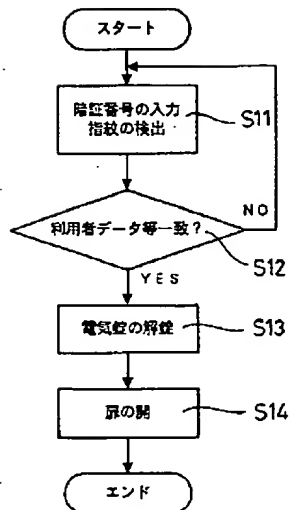 スタート
暗証番号の入力
指紋の検出
S11
利用者データ等一致？
NO
S12
YES
電気錠の解錠
S13
扉の開
S14
エンド